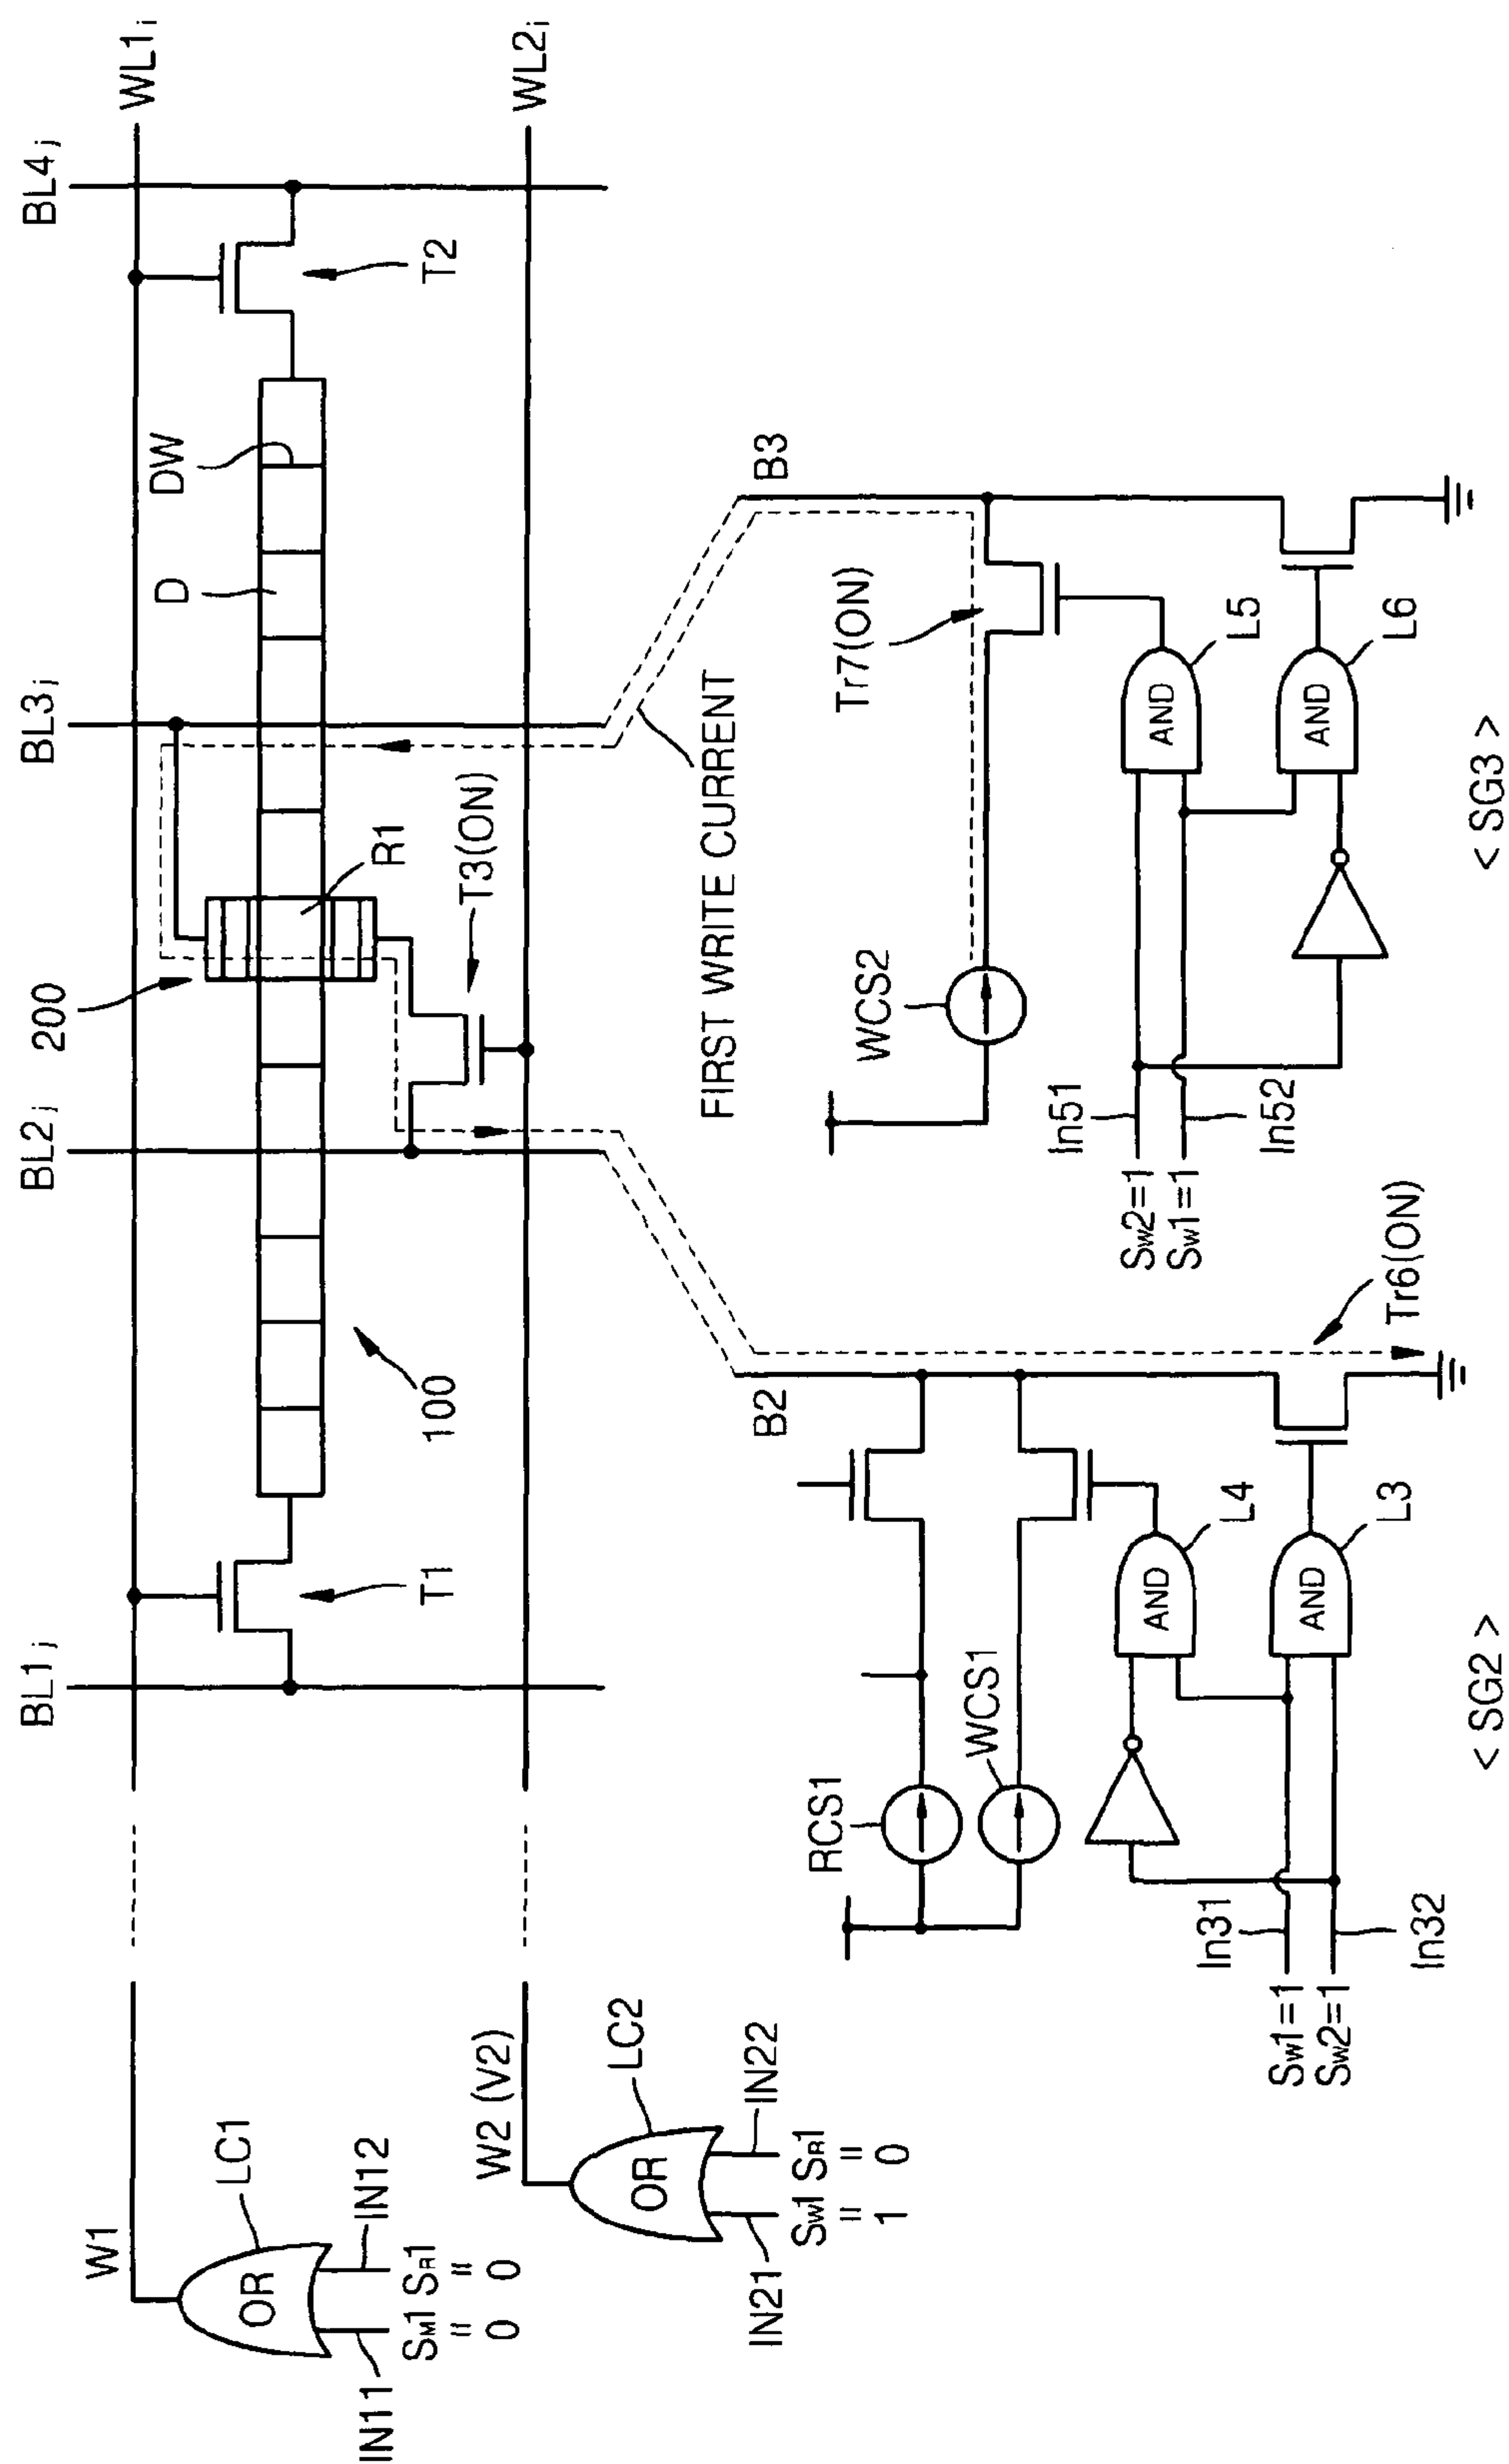 BL1j
BL2j
BL3j
BL4j
WL1i
WL2i
W1
LC1
OR
IN11
IN12
SM1 SR1
= =
0 0
W2 (V2)
LC2
OR
IN21
IN22
SW1 SR1
= =
1 0
T1
100
200
R1
T3(ON)
D
DW
T2
FIRST WRITE CURRENT
B2
RCS1
WCS1
L4
AND
L3
AND
In31
In32
Sw1=1
Sw2=1
Tr6(ON)
< SG2 >
B3
WCS2
Tr7(ON)
L5
AND
L6
AND
In51
In52
Sw2=1
Sw1=1
< SG3 >